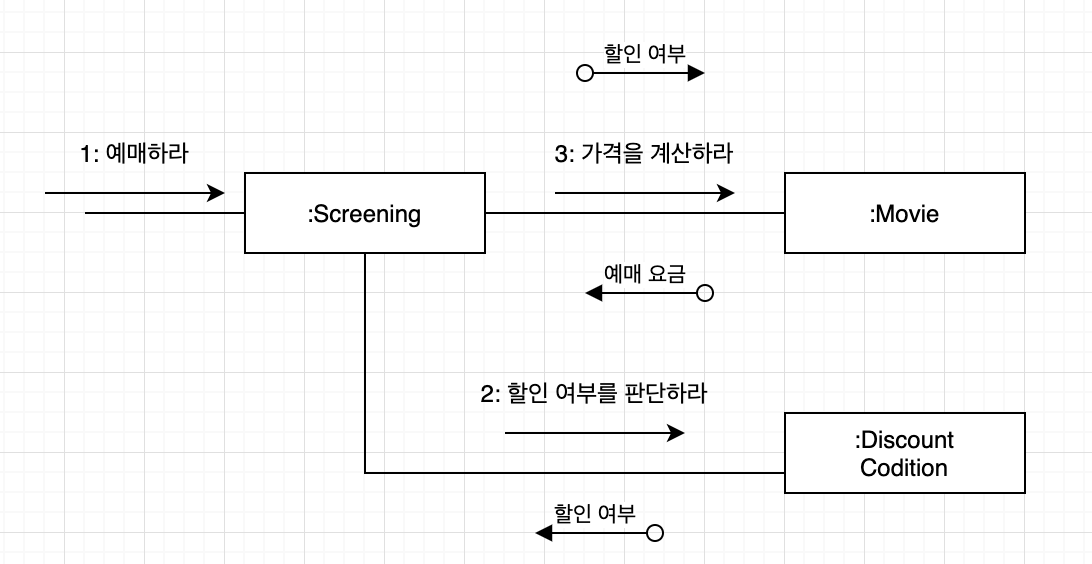 할인 여부
1: 예매하라
3: 가격을 계산하라
:Screening
:Movie
예매 요금
2: 할인 여부를 판단하라
:Discount
Codition
할인 여부